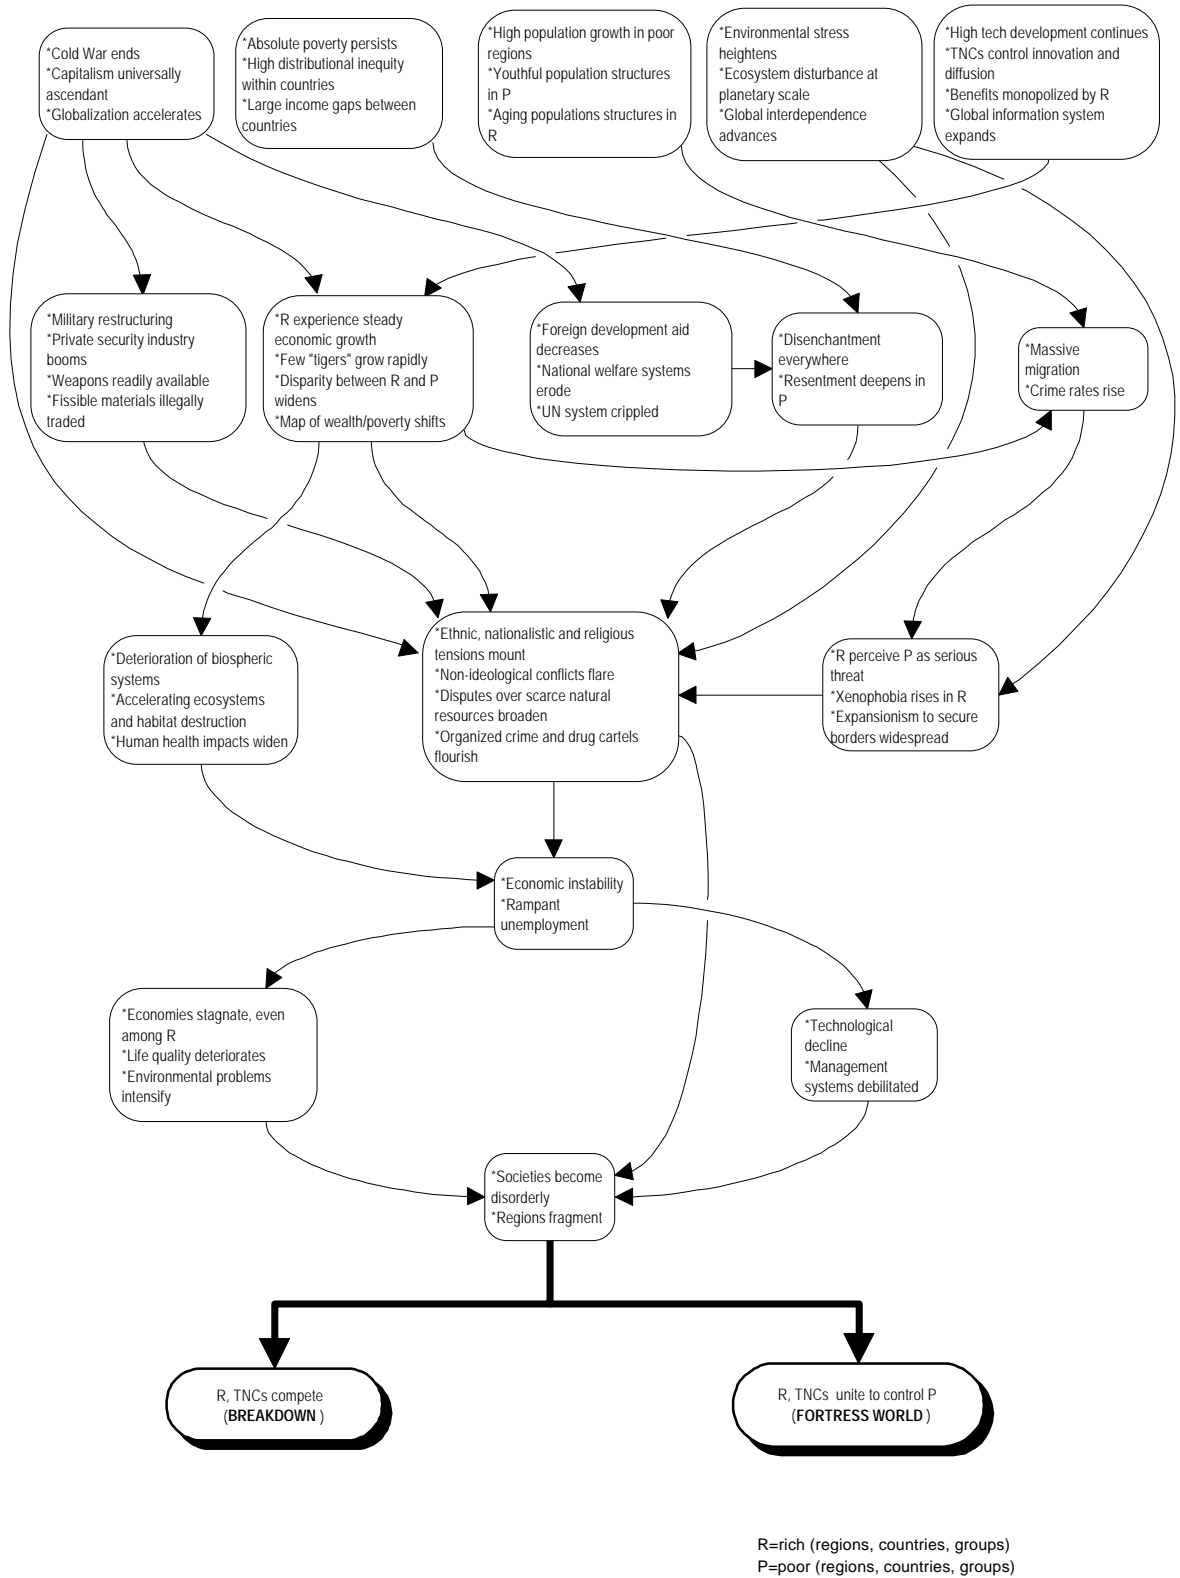 *Cold War ends
*Capitalism universally
ascendant
*Globalization accelerates
*Absolute poverty persists
*High distributional inequity
within countries
*Large income gaps between
countries
*High population growth in poor
regions
*Youthful population structures
in P
*Aging populations structures in
R
*Environmental stress
heightens
*Ecosystem disturbance at
planetary scale
*Global interdependence
advances
*High tech development continues
*TNCs control innovation and
diffusion
*Benefits monopolized by R
*Global information system
expands
*Military restructuring
*Private security industry
booms
*Weapons readily available
*Fissible materials illegally
traded
*R experience steady
economic growth
*Few "tigers" grow rapidly
*Disparity between R and P
widens
*Map of wealth/poverty shifts
*Foreign development aid
decreases
*National welfare systems
erode
*UN system crippled
*Disenchantment
everywhere
*Resentment deepens in
P
*Massive
migration
*Crime rates rise
*Deterioration of biospheric
systems
*Accelerating ecosystems
and habitat destruction
*Human health impacts widen
*Ethnic, nationalistic and religious
tensions mount
*Non-ideological conflicts flare
*Disputes over scarce natural
resources broaden
*Organized crime and drug cartels
flourish
*R perceive P as serious
threat
*Xenophobia rises in R
*Expansionism to secure
borders widespread
*Economic instability
*Rampant
unemployment
*Economies stagnate, even
among R
*Life quality deteriorates
*Environmental problems
intensify
*Technological
decline
*Management
systems debilitated
*Societies become
disorderly
*Regions fragment
R, TNCs compete
(BREAKDOWN )
R, TNCs unite to control P
(FORTRESS WORLD )
R=rich (regions, countries, groups)
P=poor (regions, countries, groups)